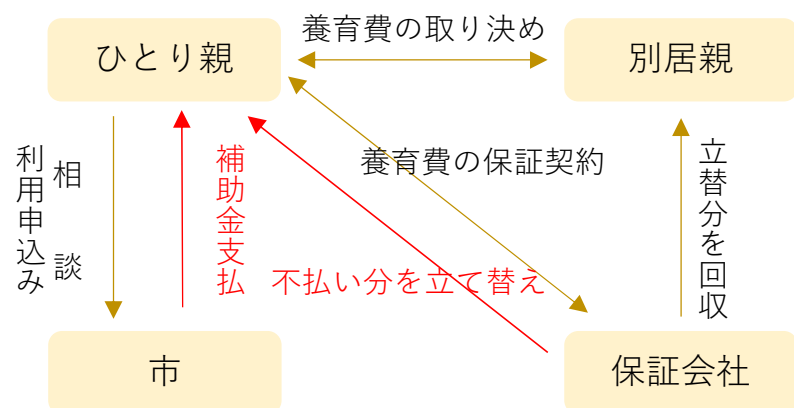 養育費の取り決め
ひとり親
別居親
相談
利用申込み
補助金支払
養育費の保証契約
立替分を回収
不払い分を立て替え
市
保証会社